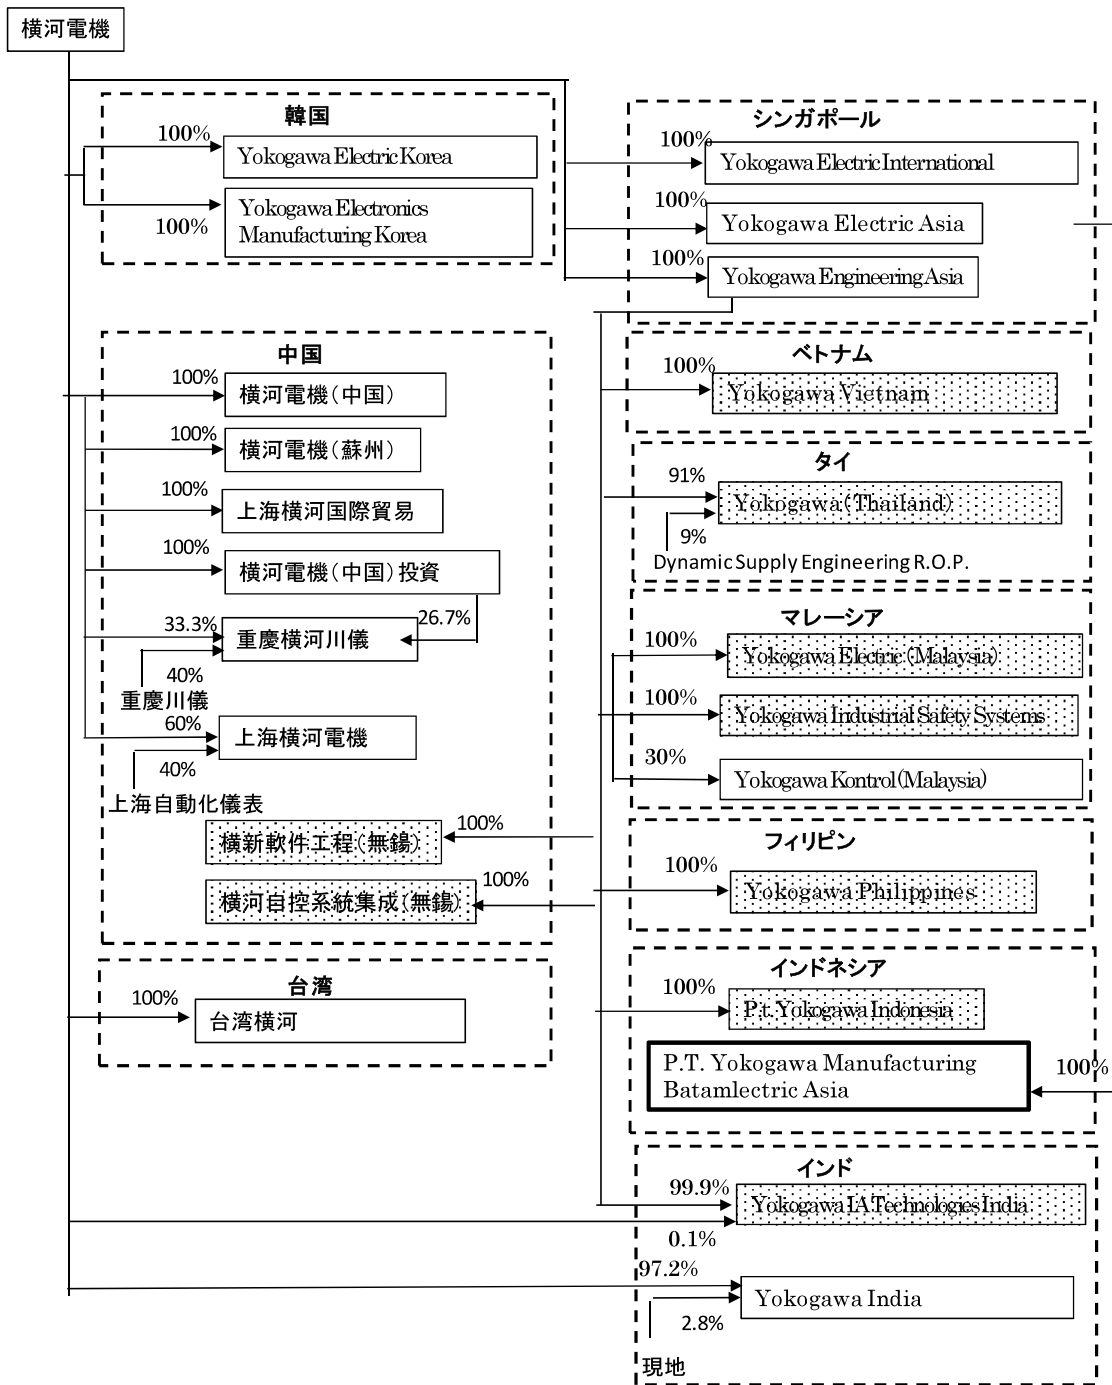 横河電機
韓国
100%
Yokogawa Electric Korea
100%
Yokogawa Electronics
Manufacturing Korea
中国
100%
横河電機(中国)
100%
横河電機(蘇州)
100%
上海横河国際貿易
100%
横河電機(中国)投資
33.3%
重慶横河川儀
26.7%
40%
重慶川儀
60%
上海横河電機
40%
上海自動化儀表
横新軟件工程(無錫)
100%
横河自控系統集成(無錫)
100%
台湾
100%
台湾横河
シンガポール
100%
Yokogawa Electric International
100%
Yokogawa Electric Asia
100%
Yokogawa Engineering Asia
ベトナム
100%
Yokogawa Vietnam
タイ
91%
Yokogawa (Thailand)
9%
Dynamic Supply Engineering R.O.P.
マレーシア
100%
Yokogawa Electric (Malaysia)
100%
Yokogawa Industrial Safety Systems
30%
Yokogawa Kontrol (Malaysia)
フィリピン
100%
Yokogawa Philippines
インドネシア
100%
P.t. Yokogawa Indonesia
P.T. Yokogawa Manufacturing
Batamlectric Asia
100%
インド
99.9%
Yokogawa IA Technologies India
0.1%
97.2%
Yokogawa India
2.8%
現地